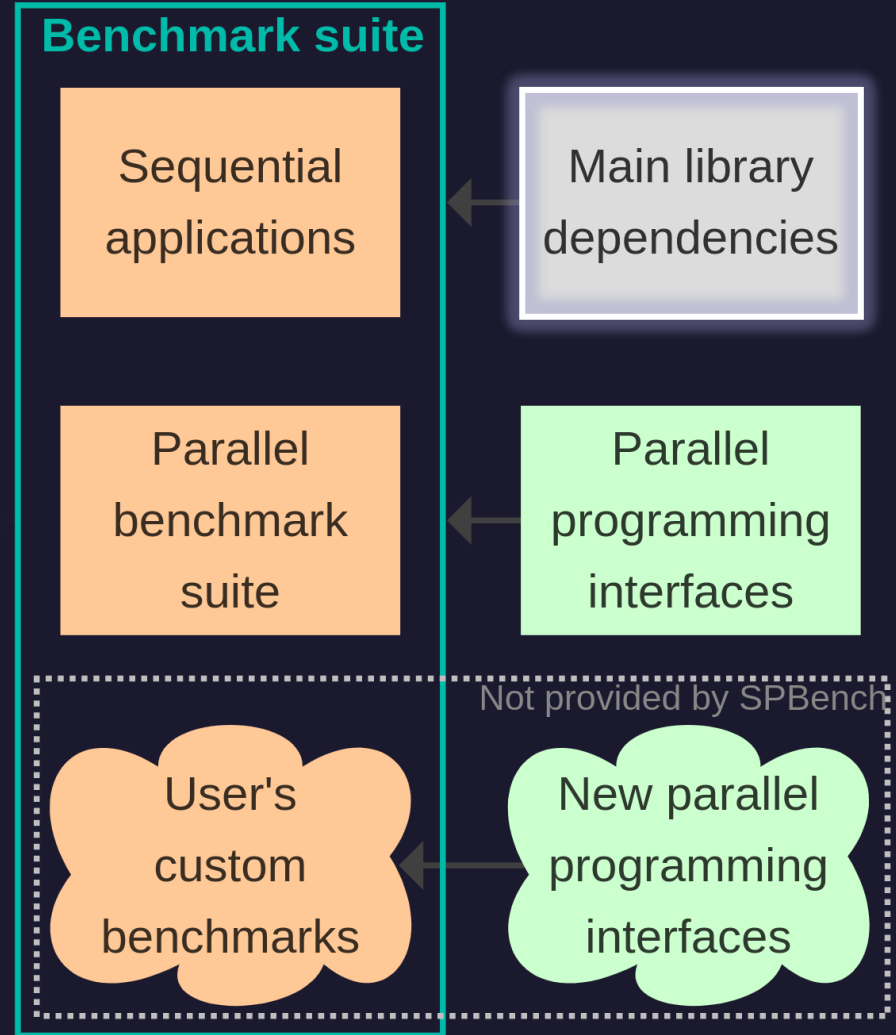 Benchmark suite
Sequential
applications
Main library
dependencies
Parallel
benchmark
suite
Parallel
programming
interfaces
Not provided by SPBench
User's
custom
benchmarks
New parallel
programming
interfaces